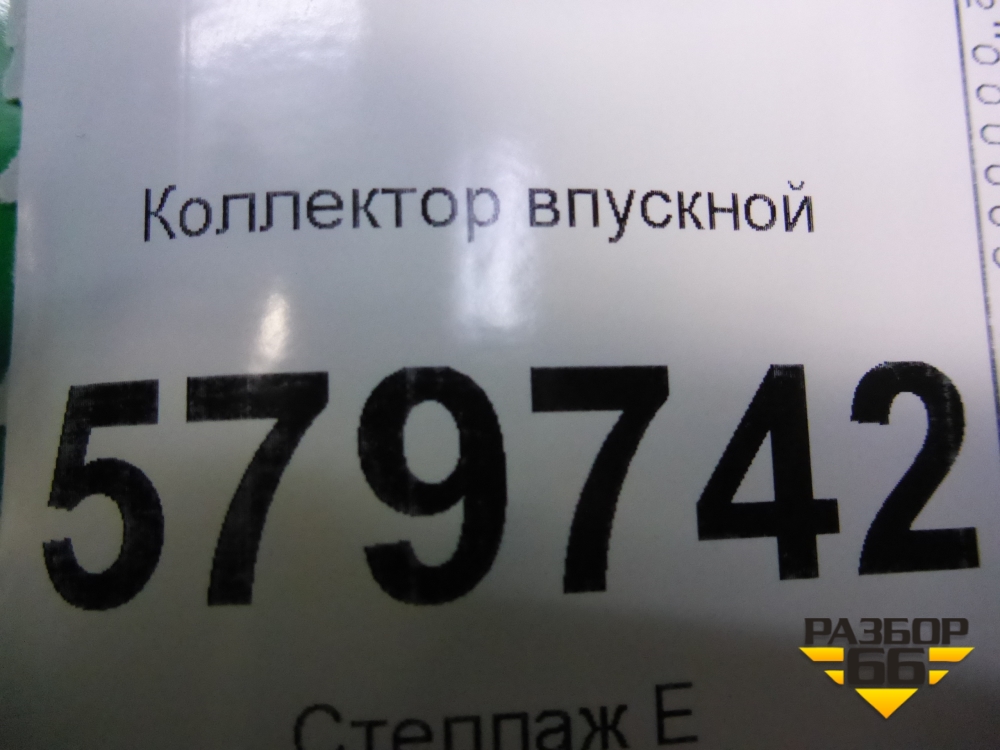 Коллектор впускной
579742
Стеллаж Е
РАЗБОР
66